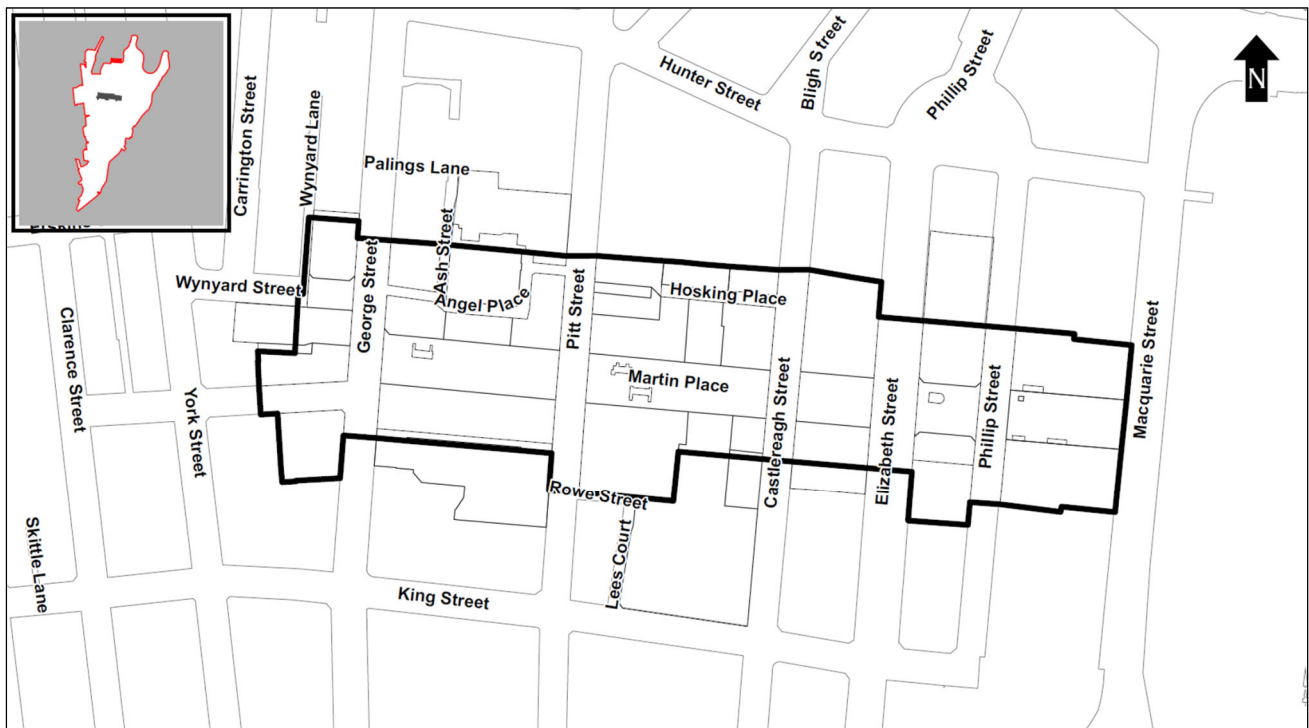 Hunter Street
Bligh Street
Phillip Street
N
Carrington Street
Wynyard Lane
Palings Lane
Ash Street
George Street
Wynyard Street
Angel Place
Pitt Street
Hosking Place
Clarence Street
York Street
Martin Place
Castlereagh Street
Elizabeth Street
Phillip Street
Macquarie Street
Rowe Street
Lees Court
Skittle Lane
King Street